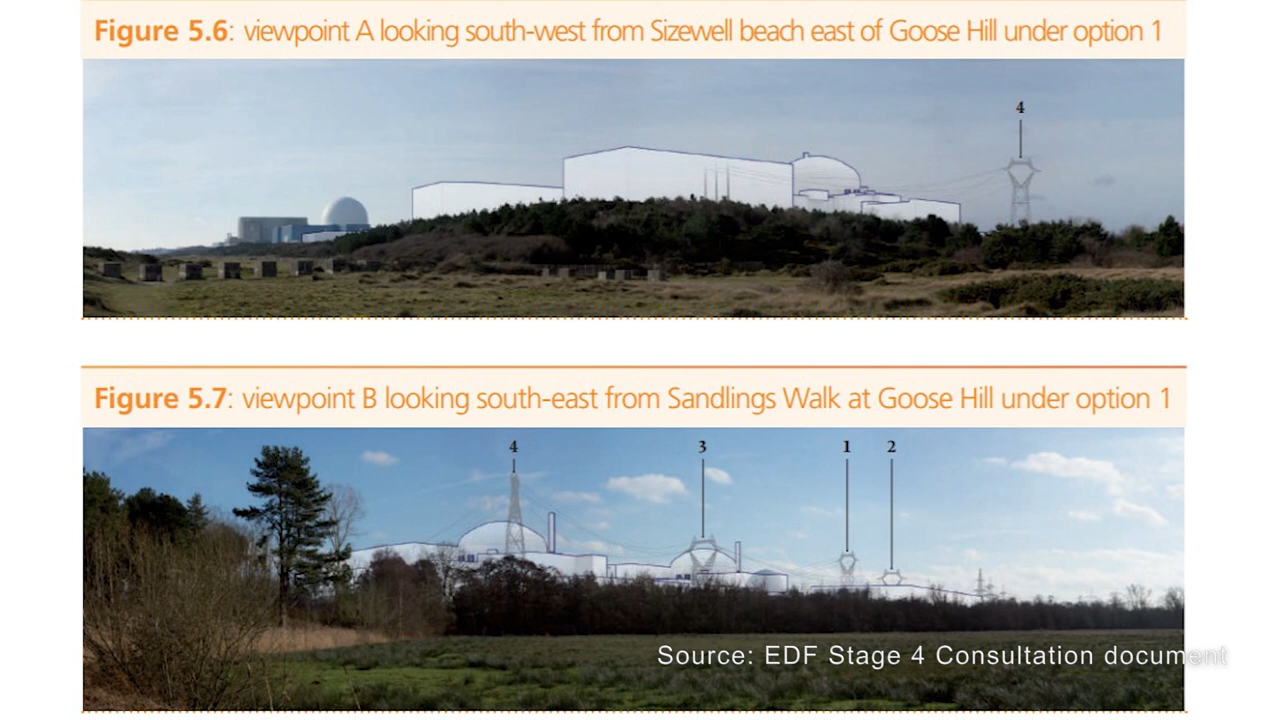 Figure 5.6: viewpoint A looking south-west from Sizewell beach east of Goose Hill under option 1
4
Figure 5.7: viewpoint B looking south-east from Sandlings Walk at Goose Hill under option 1
4 3 1 2
Source: EDF Stage 4 Consultation document